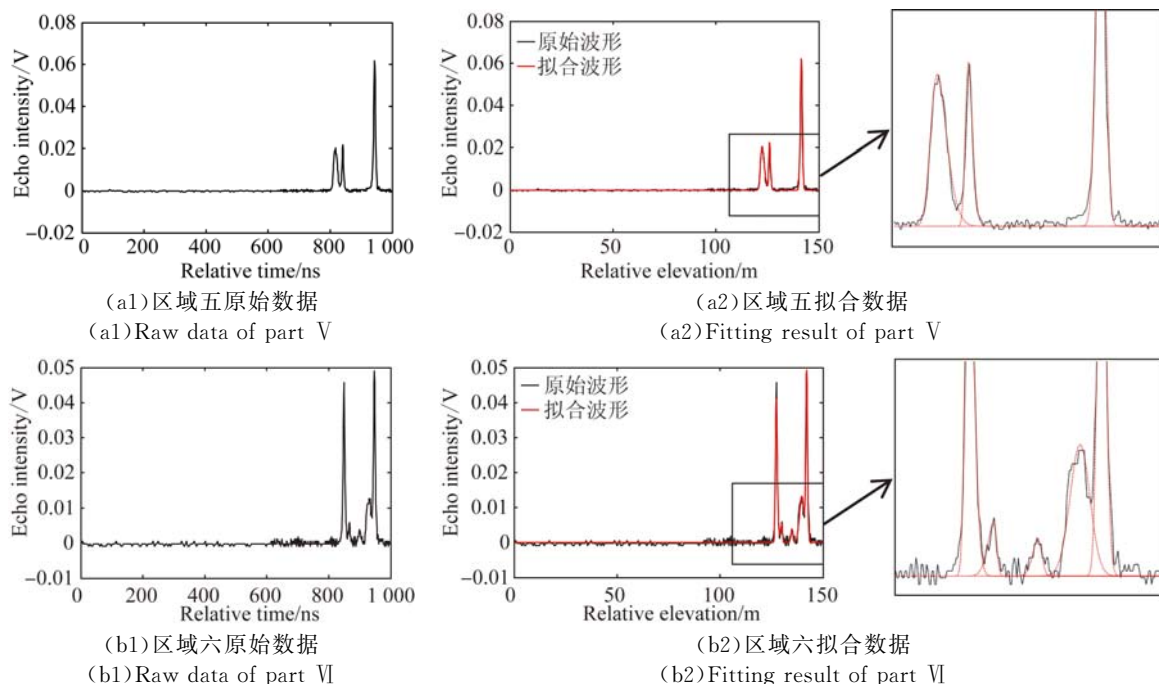 0.08
0.06
0.04
0.02
0
−0.02
Echo intensity/V
0 200 400 600 800 1 000
Relative time/ns
(a1)区域五原始数据
(a1)Raw data of part Ⅴ
0.08
0.06
0.04
0.02
0
−0.02
Echo intensity/V
原始波形
拟合波形
0 50 100 150
Relative elevation/m
(a2)区域五拟合数据
(a2)Fitting result of part Ⅴ
0.05
0.04
0.03
0.02
0.01
0
−0.01
Echo intensity/V
0 200 400 600 800 1 000
Relative time/ns
(b1)区域六原始数据
(b1)Raw data of part Ⅵ
0.05
0.04
0.03
0.02
0.01
0
−0.01
Echo intensity/V
原始波形
拟合波形
0 50 100 150
Relative elevation/m
(b2)区域六拟合数据
(b2)Fitting result of part Ⅵ